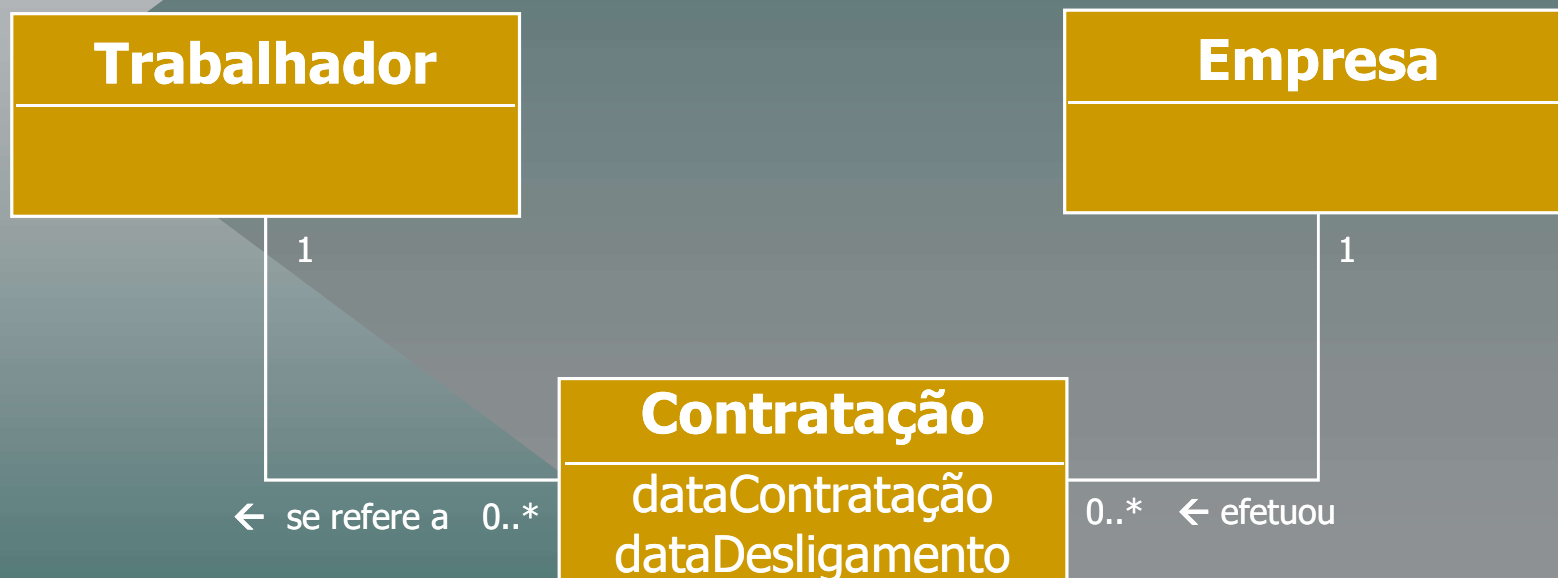 Trabalhador
Empresa
1
1
Contratação
dataContratação
dataDesligamento
← se refere a 0..*
0..* ← efetuou